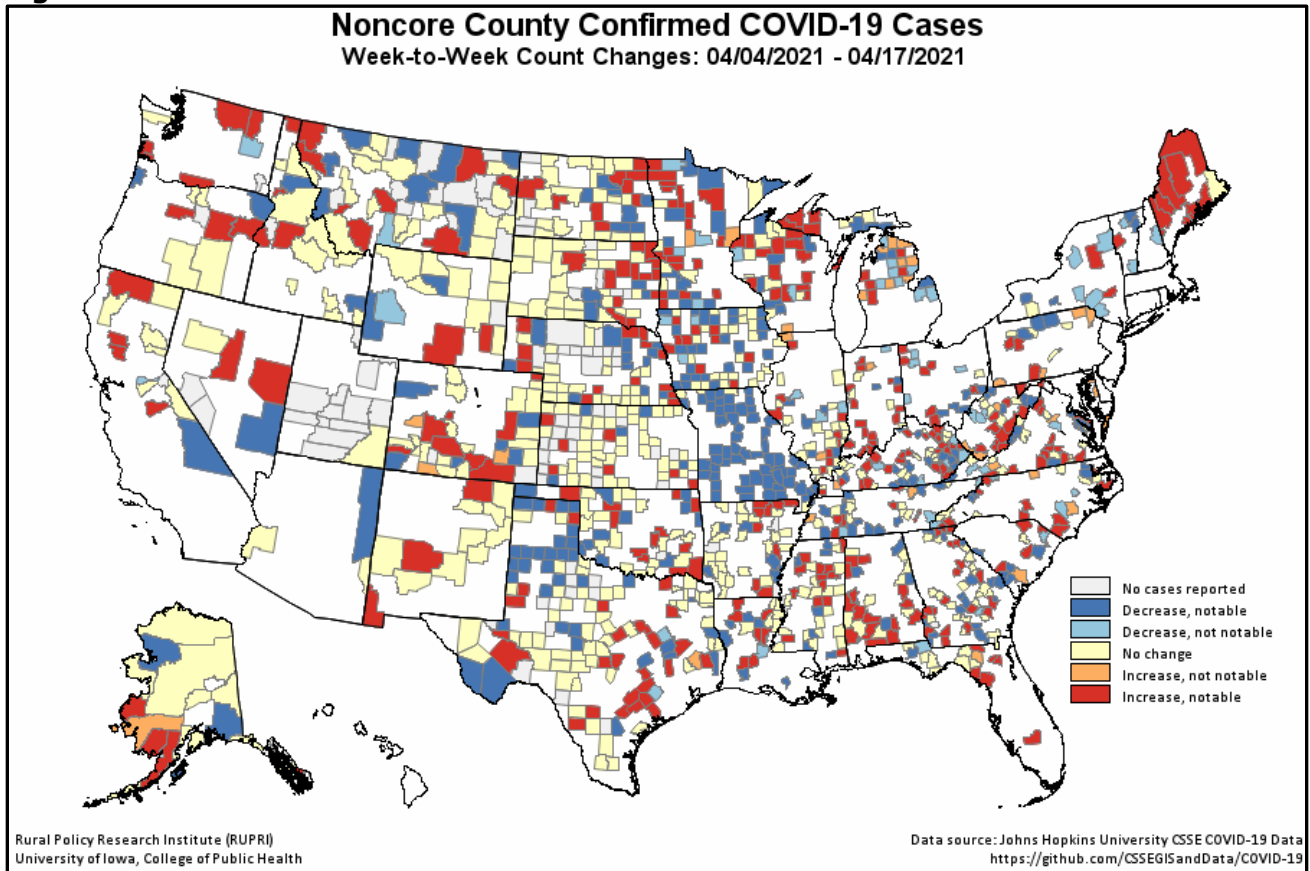 Noncore County Confirmed COVID-19 Cases
Week-to-Week Count Changes: 04/04/2021 - 04/17/2021
No cases reported
Decrease, notable
Decrease, not notable
No change
Increase, not notable
Increase, notable
Rural Policy Research Institute (RUPRI)
University of Iowa, College of Public Health
Data source: Johns Hopkins University CSSE COVID-19 Data
https://github.com/CSSEGISandData/COVID-19